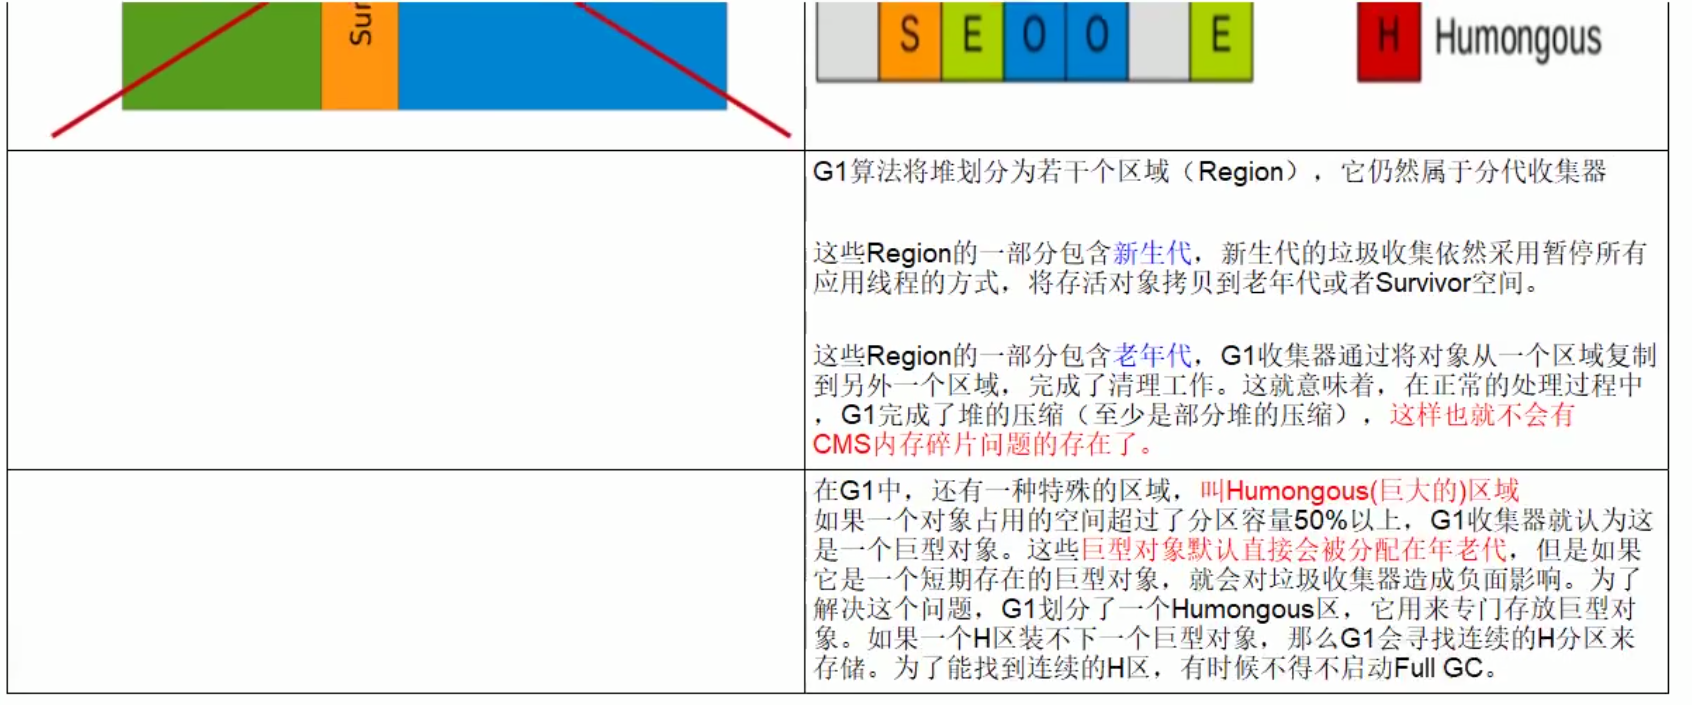 Sur
S E O O E H Humongous
G1算法将堆划分为若干个区域（Region），它仍然属于分代收集器
这些Region的一部分包含新生代，新生代的垃圾收集依然采用暂停所有
应用线程的方式，将存活对象拷贝到老年代或者Survivor空间。
这些Region的一部分包含老年代，G1收集器通过将对象从一个区域复制
到另外一个区域，完成了清理工作。这就意味着，在正常的处理过程中
，G1完成了堆的压缩（至少是部分堆的压缩），这样也就不会有
CMS内存碎片问题的存在了。
在G1中，还有一种特殊的区域，叫Humongous(巨大的)区域
如果一个对象占用的空间超过了分区容量50%以上，G1收集器就认为这
是一个巨型对象。这些巨型对象默认直接会被分配在年老代，但是如果
它是一个短期存在的巨型对象，就会对垃圾收集器造成负面影响。为了
解决这个问题，G1划分了一个Humongous区，它用来专门存放巨型对
象。如果一个H区装不下一个巨型对象，那么G1会寻找连续的H分区来
存储。为了能找到连续的H区，有时候不得不启动Full GC。